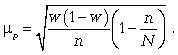 μ_p = √( w(1-w)/n (1 - n/N) ) .